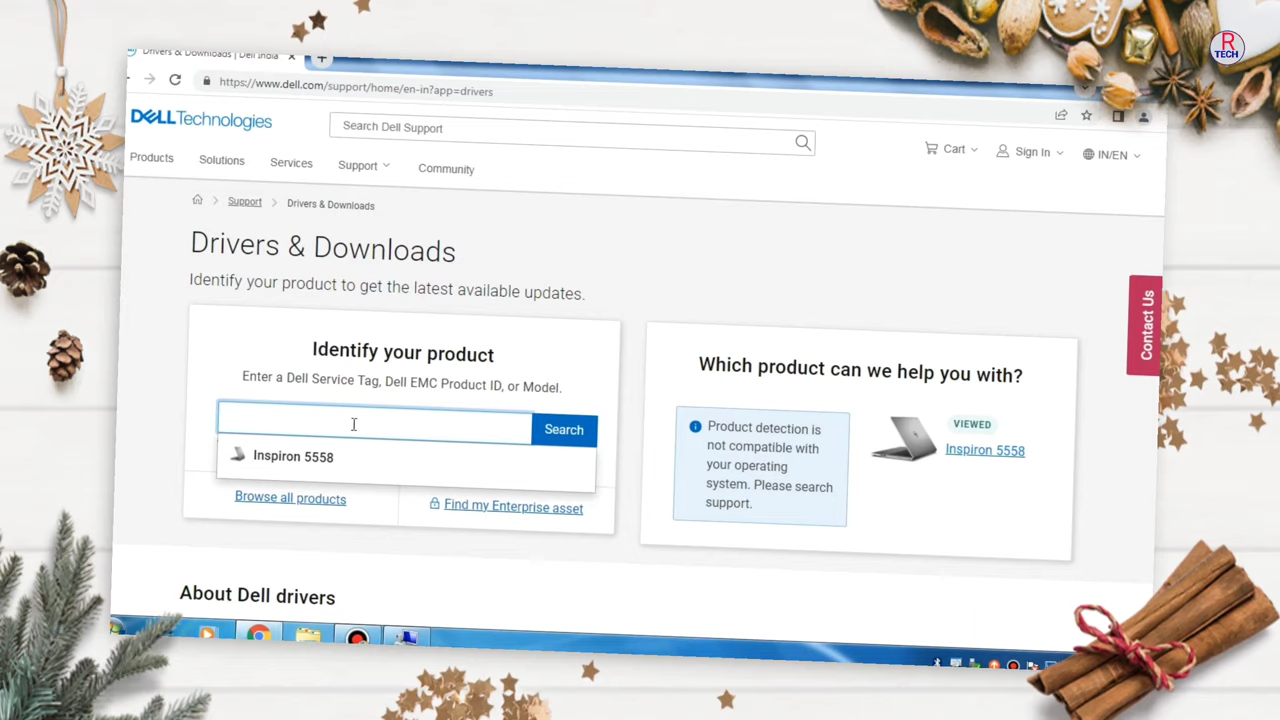 R
TECH
Drivers & Downloads | Dell India
https://www.dell.com/support/home/en-in?app=drivers
DELLTechnologies
Search Dell Support
Cart
Sign In
IN/EN
Products
Solutions
Services
Support
Community
Support
Drivers & Downloads
Drivers & Downloads
Identify your product to get the latest available updates.
Contact Us
Identify your product
Enter a Dell Service Tag, Dell EMC Product ID, or Model.
Search
Inspiron 5558
Browse all products
Find my Enterprise asset
Which product can we help you with?
Product detection is
not compatible with
your operating
system. Please search
support.
VIEWED
Inspiron 5558
About Dell drivers